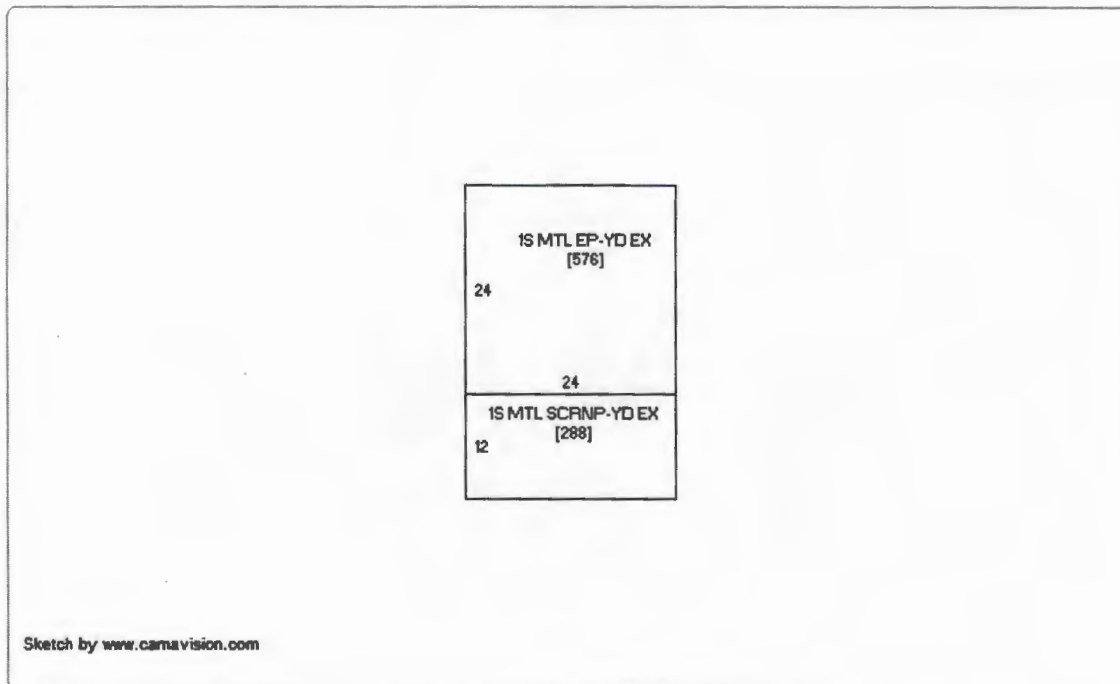 1S MTL EP-YD EX
[576]
24
24
1S MTL SCRNP-YD EX
[288]
12
Sketch by www.camavision.com